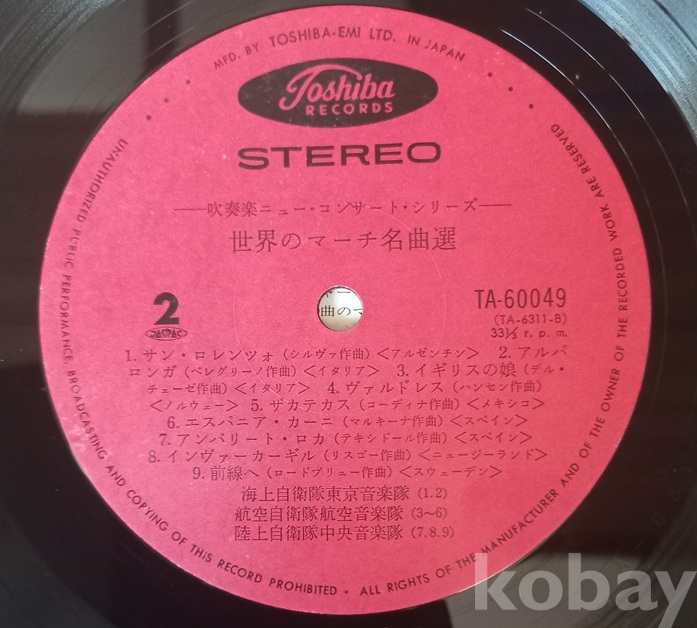 MFD. BY TOSHIBA-EMI LTD. IN JAPAN
Toshiba
RECORDS
STEREO
吹奏楽ニュー・コンサート・シリーズ
世界のマーチ名曲選
2
JASRAC
TA-60049
(TA-6311-B)
33⅓ r.p.m.
曲のマ
1. サン・ロレンツォ (シルヴァ作曲) <アルゼンチン> 2. アルバ
ロンガ (ペレグリーノ作曲) <イタリア> 3. イギリスの娘 (デル・
チェーゼ作曲) <イタリア> 4. ヴァルドレス (ハンセン作曲)
<ノルウェー> 5. ザカテカス (コーディナ作曲) <メキシコ>
6. エスパニア・カーニ (マルキーナ作曲) <スペイン>
7. アンパリート・ロカ (テキシドール作曲) <スペイン>
8. インヴァーカーギル (リスゴー作曲) <ニュージーランド>
9. 前線へ (ロードブリュー作曲) <スウェーデン>
海上自衛隊東京音楽隊 (1.2)
航空自衛隊航空音楽隊 (3~6)
陸上自衛隊中央音楽隊 (7.8.9)
UNAUTHORIZED PUBLIC PERFORMANCE, BROADCASTING AND COPYING OF THIS RECORD PROHIBITED • ALL RIGHTS OF THE MANUFACTURER AND OF THE OWNER OF THE RECORDED WORK ARE RESERVED
kobay